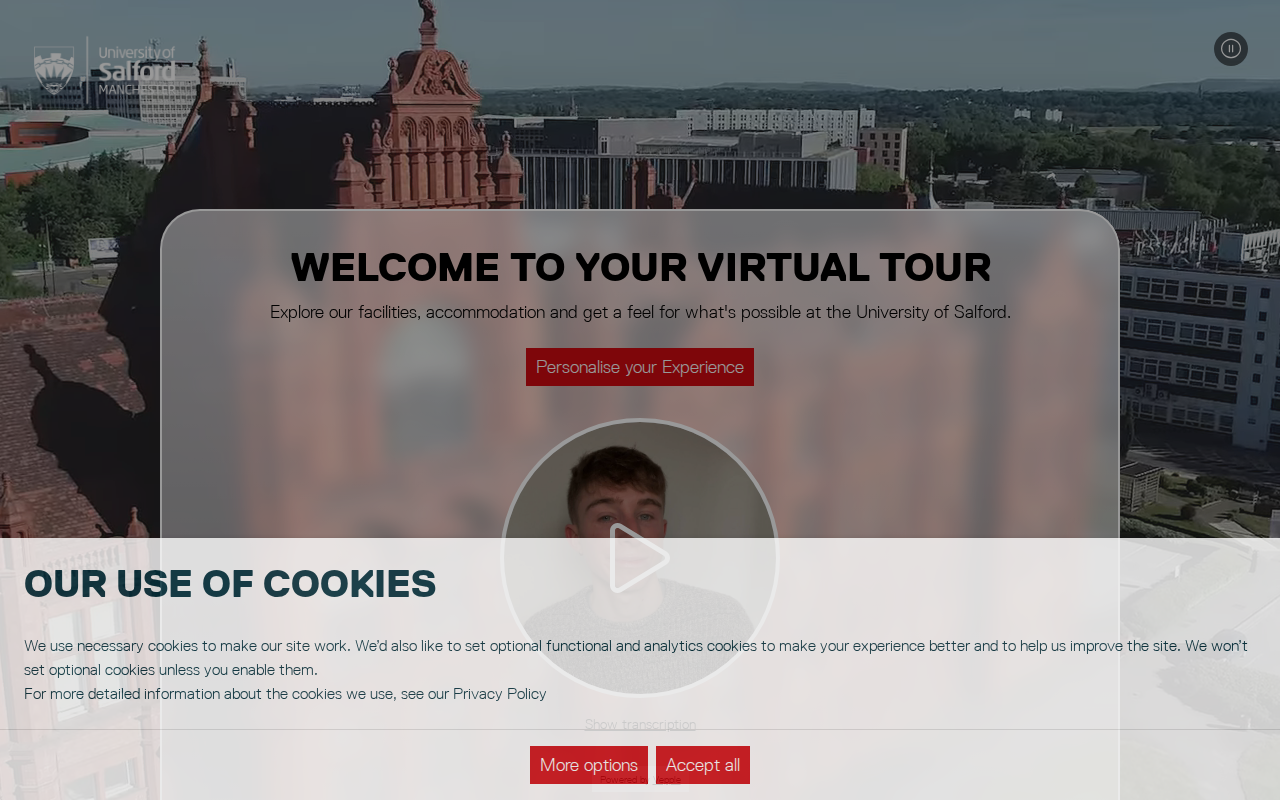 University of
Salford
MANCHESTER
WELCOME TO YOUR VIRTUAL TOUR
Explore our facilities, accommodation and get a feel for what's possible at the University of Salford.
Personalise your Experience
OUR USE OF COOKIES
We use necessary cookies to make our site work. We'd also like to set optional functional and analytics cookies to make your experience better and to help us improve the site. We won't
set optional cookies unless you enable them.
For more detailed information about the cookies we use, see our Privacy Policy
Show transcription
More options
Accept all
Powered by